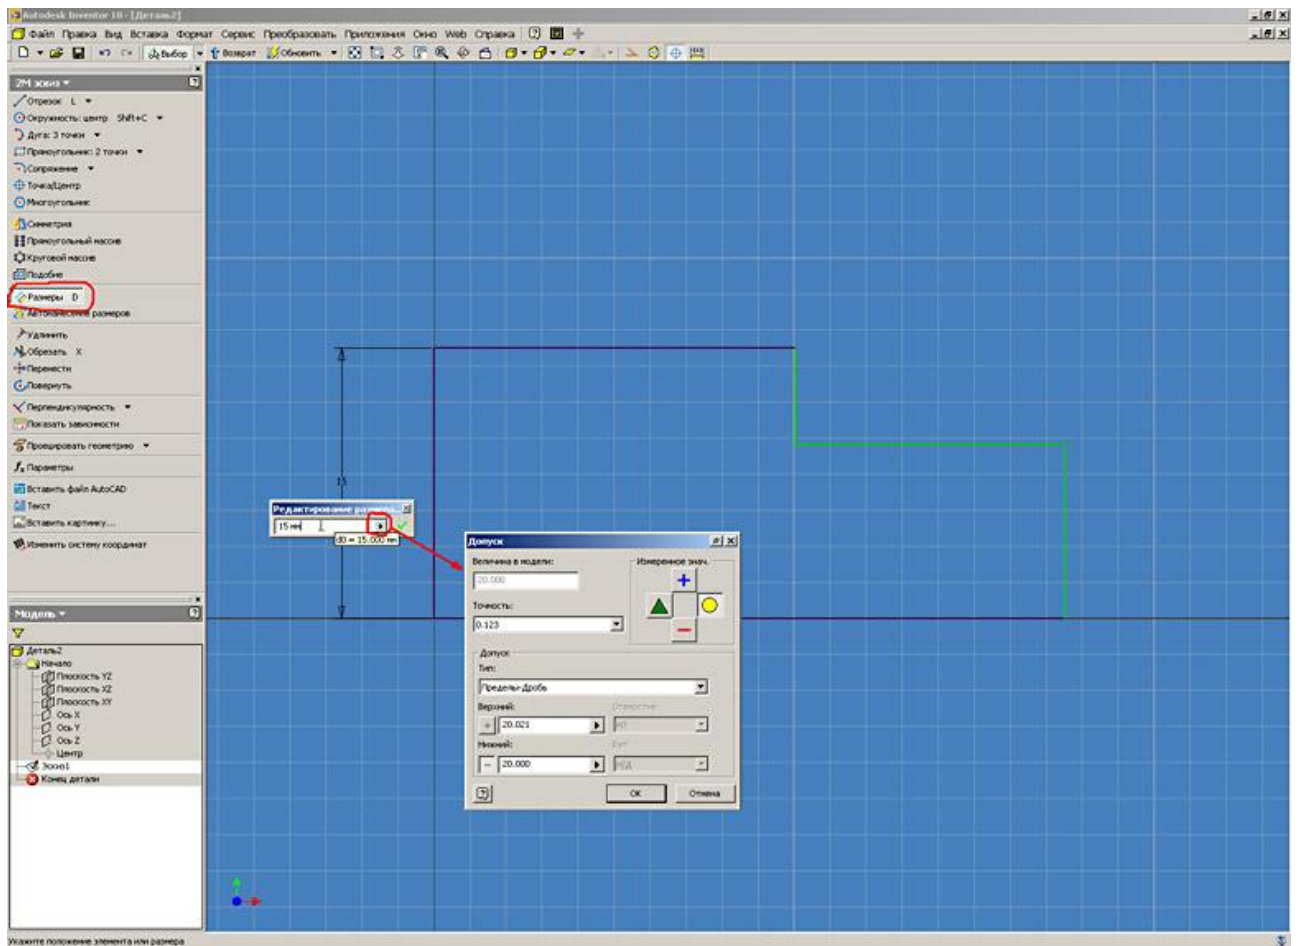 Autodesk Inventor 10 - [Деталь2]
Файл Правка Вид Вставка Формат Сервис Преобразовать Приложения Окно Web Справка
Выбор Возврат Обновить
2М эскиз
Отрезок L
Окружность: центр Shift+C
Дуга: 3 точки
Прямоугольник: 2 точки
Сопряжение
Точка/Центр
Многоугольник
Симметрия
Прямоугольный массив
Круговой массив
Подобие
Размеры D
Автонанесение размеров
Удлинить
Обрезать X
Перенести
Повернуть
Перпендикулярность
Показать зависимости
Проецировать геометрию
fx Параметры
Вставить файл AutoCAD
Текст
Вставить картинку...
Изменить систему координат
Модель
Деталь2
Начало
Плоскость YZ
Плоскость XZ
Плоскость XY
Ось X
Ось Y
Ось Z
Центр
Эскиз1
Конец детали
15
Редактирование размера...
15 мм
d0 = 15.000 мм
Допуск
Величина в модели:
20.000
Измеренное знач.
Точность:
0.123
Допуск
Тип:
Пределы-Дробь
Верхний:
Отверстие:
+ 20.021
Нижний:
- 20.000
OK Отмена
Укажите положение элемента или размера